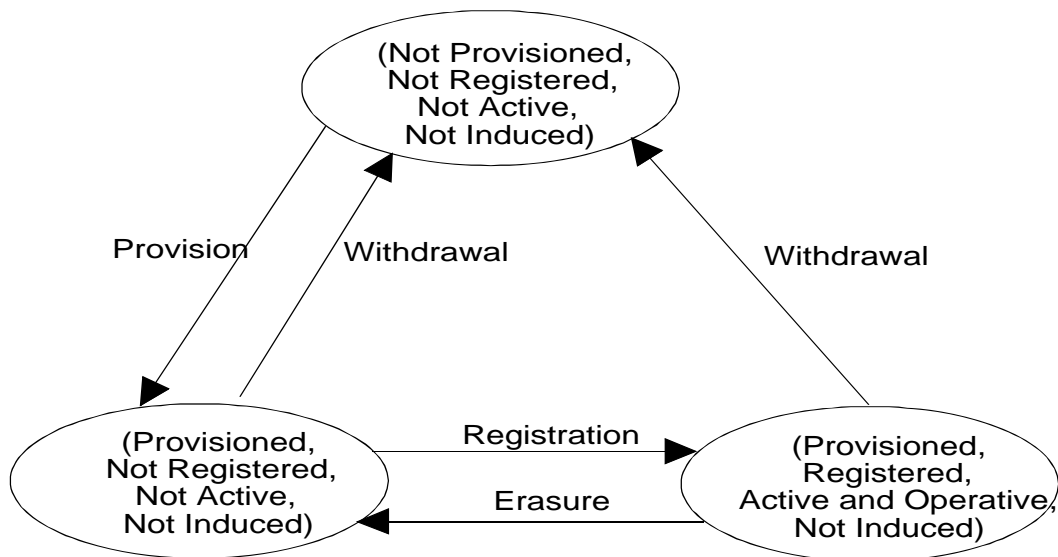 (Not Provisioned,
Not Registered,
Not Active,
Not Induced)
Provision
Withdrawal
Withdrawal
(Provisioned,
Not Registered,
Not Active,
Not Induced)
Registration
Erasure
(Provisioned,
Registered,
Active and Operative,
Not Induced)